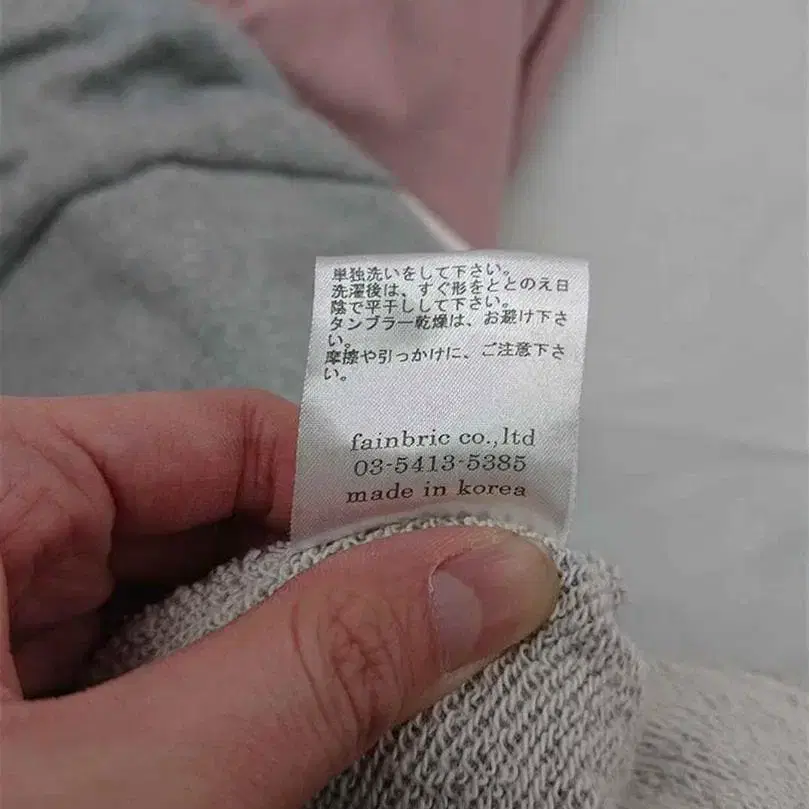 単独洗いをして下さい。
洗濯後は、すぐ形をととのえ日
陰で平干しして下さい。
タンブラー乾燥は、お避け下さ
い。
摩擦や引っかけに、ご注意下さ
い。
fainbric co.,ltd
03-5413-5385
made in korea